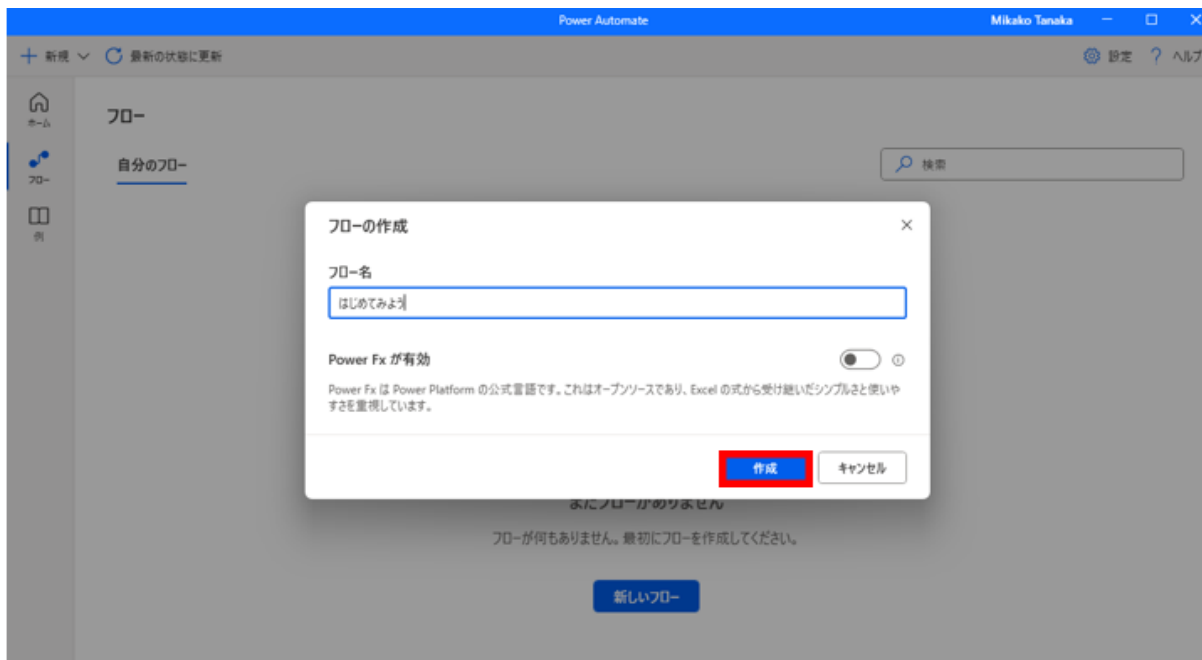 Power Automate
Mikako Tanaka
新規
最新の状態に更新
設定
ヘルプ
ホーム
フロー
例
フロー
自分のフロー
検索
フローの作成
フロー名
はじめてみよう
Power Fx が有効
Power Fx は Power Platform の公式言語です。これはオープンソースであり、Excel の式から受け継いだシンプルさと使いや
すさを重視しています。
作成
キャンセル
まだフローがありません
フローが何もありません。最初にフローを作成してください。
新しいフロー